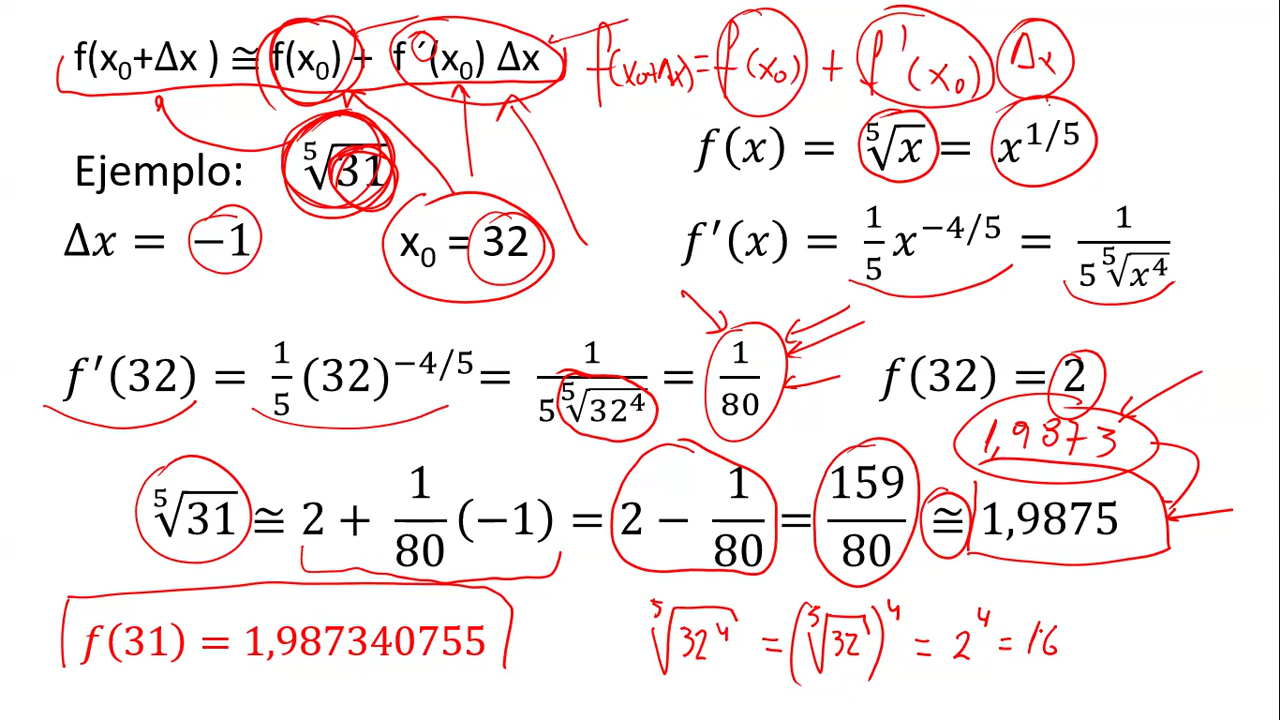 f(x₀+Δx ) ≅ f(x₀) + f ′(x₀) Δx
f(x₀+Δx) = f(x₀) + f'(x₀) Δx
Ejemplo: ⁵√31
f(x) = ⁵√x = x^{1/5}
Δx = −1
x₀ = 32
f′(x) = 1/5 x^{−4/5} = 1/(5 ⁵√x⁴)
f′(32) = 1/5 (32)^{−4/5} = 1/(5 ⁵√32⁴) = 1/80
f(32) = 2
1,9873
⁵√31 ≅ 2 + 1/80 (−1) = 2 − 1/80 = 159/80 ≅ 1,9875
f(31) = 1,987340755
⁵√32⁴ = (⁵√32)⁴ = 2⁴ = 16